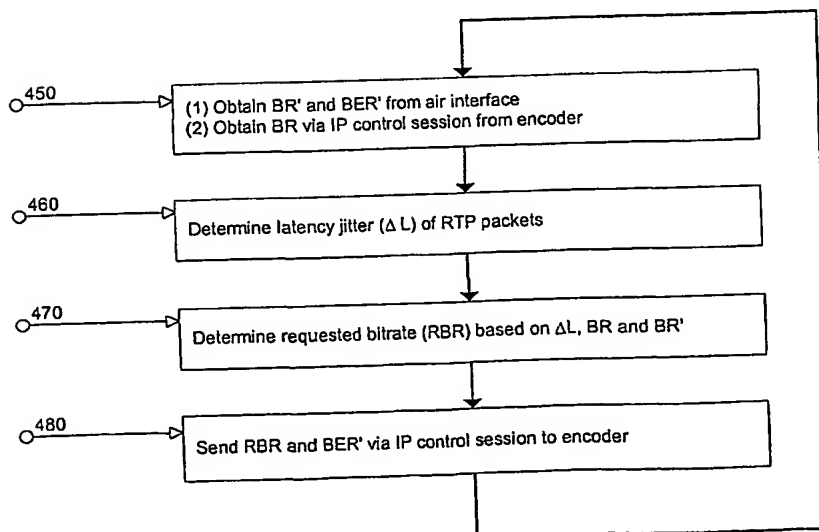 450
(1) Obtain BR' and BER' from air interface
(2) Obtain BR via IP control session from encoder
460
Determine latency jitter (Δ L) of RTP packets
470
Determine requested bitrate (RBR) based on ΔL, BR and BR'
480
Send RBR and BER' via IP control session to encoder